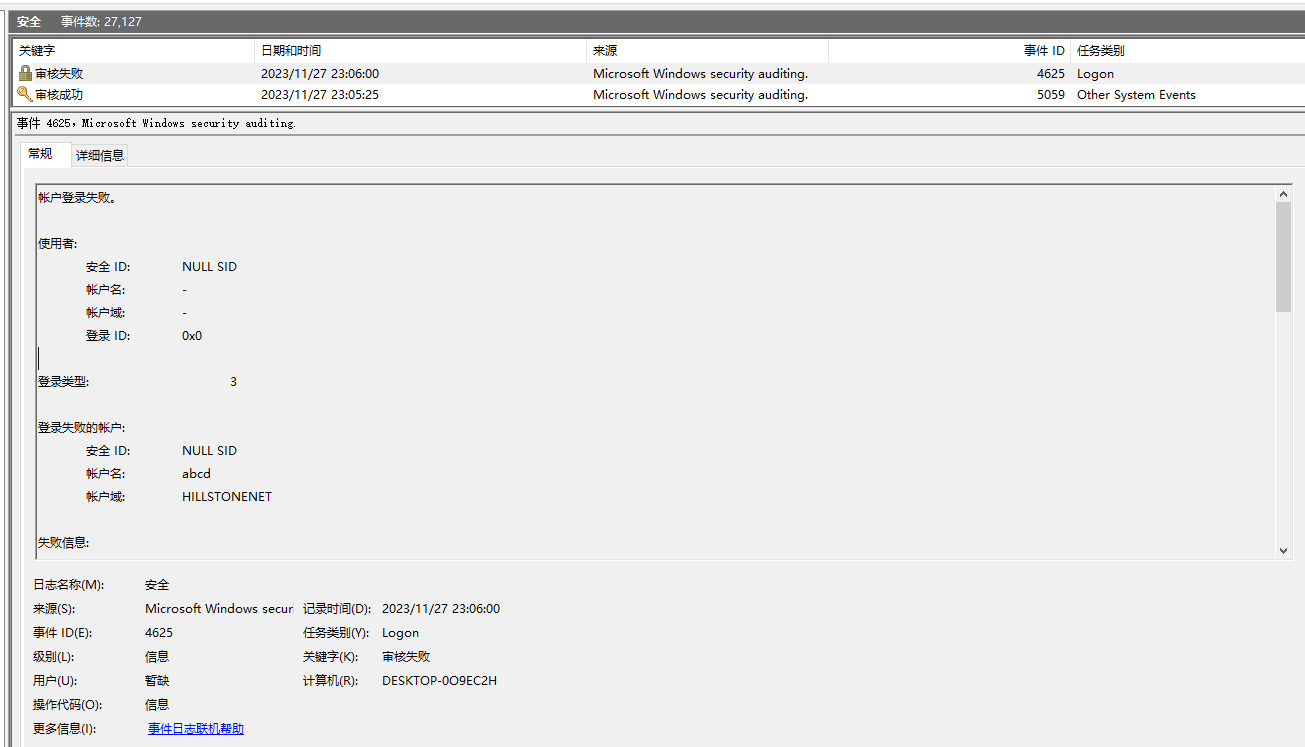 安全 事件数: 27,127
关键字 日期和时间 来源 事件 ID 任务类别
审核失败 2023/11/27 23:06:00 Microsoft Windows security auditing. 4625 Logon
审核成功 2023/11/27 23:05:25 Microsoft Windows security auditing. 5059 Other System Events
事件 4625，Microsoft Windows security auditing.
常规 详细信息
帐户登录失败。
使用者:
安全 ID: NULL SID
帐户名: -
帐户域: -
登录 ID: 0x0
登录类型: 3
登录失败的帐户:
安全 ID: NULL SID
帐户名: abcd
帐户域: HILLSTONENET
失败信息:
日志名称(M): 安全
来源(S): Microsoft Windows securi 记录时间(D): 2023/11/27 23:06:00
事件 ID(E): 4625 任务类别(Y): Logon
级别(L): 信息 关键字(K): 审核失败
用户(U): 暂缺 计算机(R): DESKTOP-0O9EC2H
操作代码(O): 信息
更多信息(I): 事件日志联机帮助